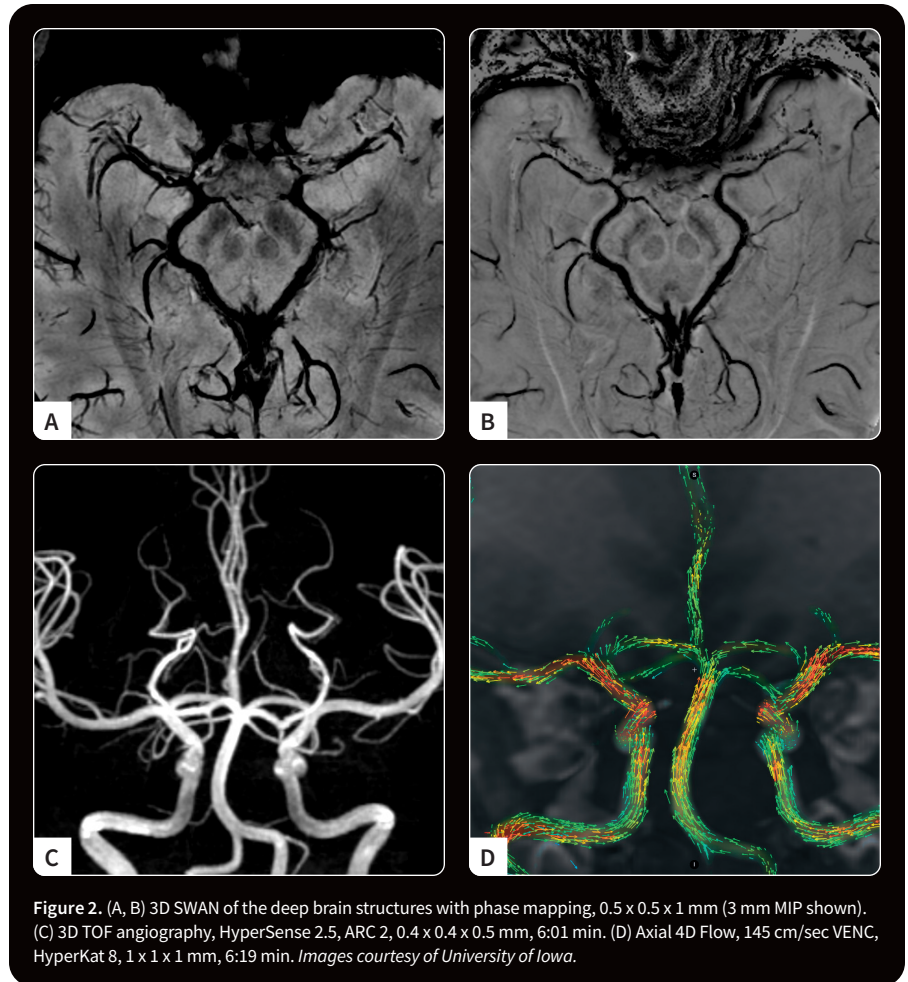 A
B
C
S
D
I
Figure 2. (A, B) 3D SWAN of the deep brain structures with phase mapping, 0.5 x 0.5 x 1 mm (3 mm MIP shown).
(C) 3D TOF angiography, HyperSense 2.5, ARC 2, 0.4 x 0.4 x 0.5 mm, 6:01 min. (D) Axial 4D Flow, 145 cm/sec VENC,
HyperKat 8, 1 x 1 x 1 mm, 6:19 min. Images courtesy of University of Iowa.